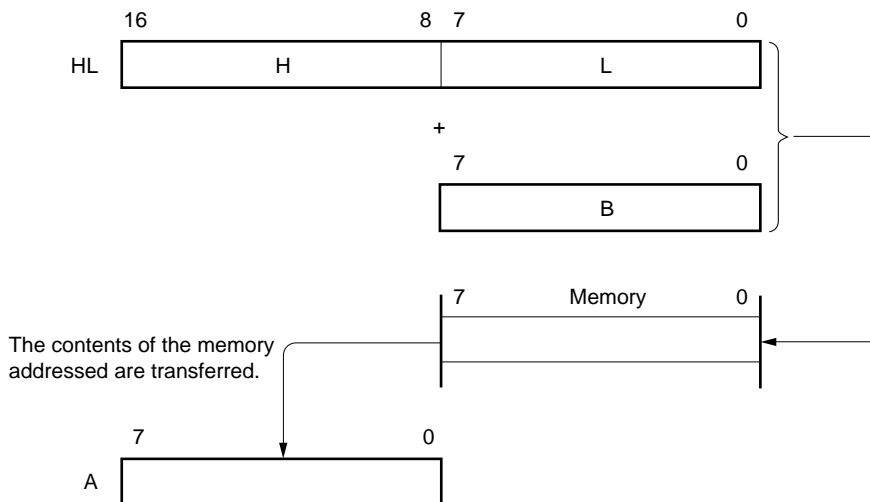 16 8 7 0
HL H L
+
7 0
B
7 Memory 0
The contents of the memory
addressed are transferred.
7 0
A